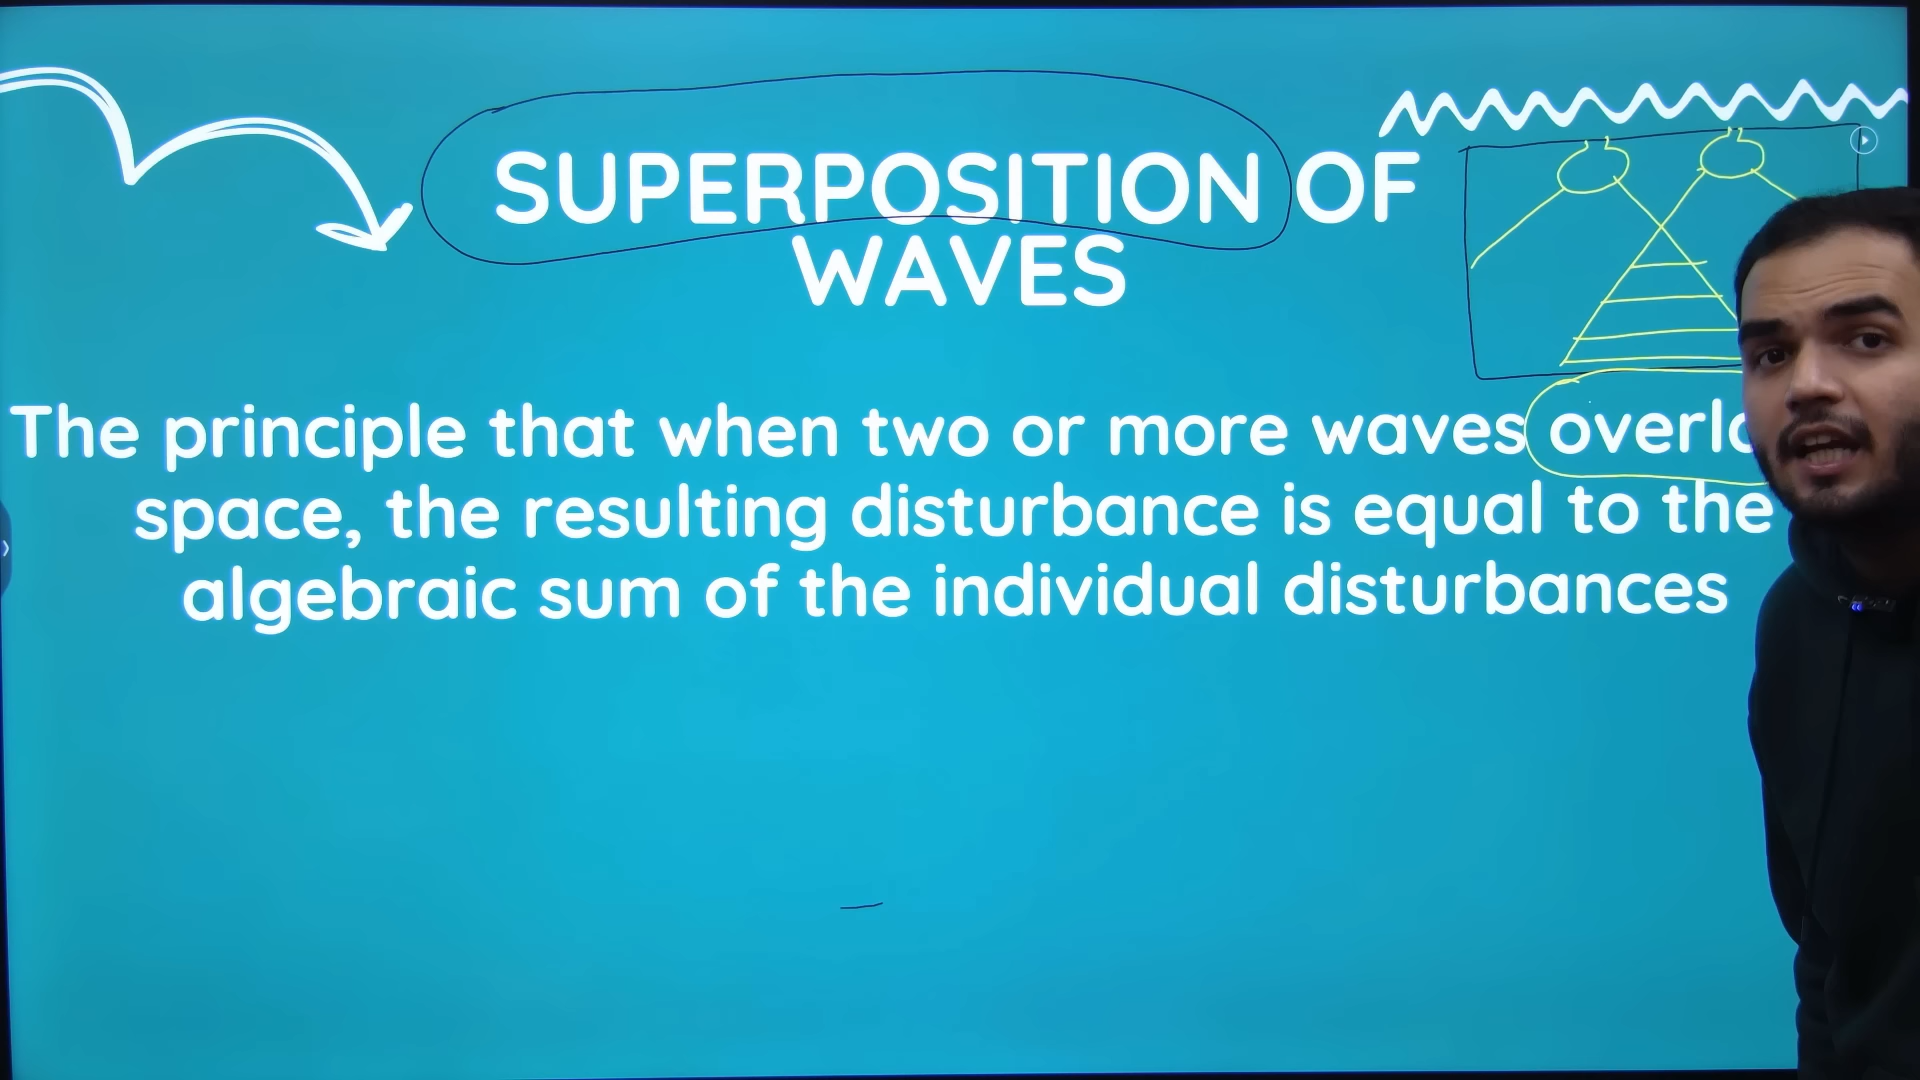 SUPERPOSITION OF
WAVES
The principle that when two or more waves
space, the resulting disturbance is equal to the
algebraic sum of the individual disturbances